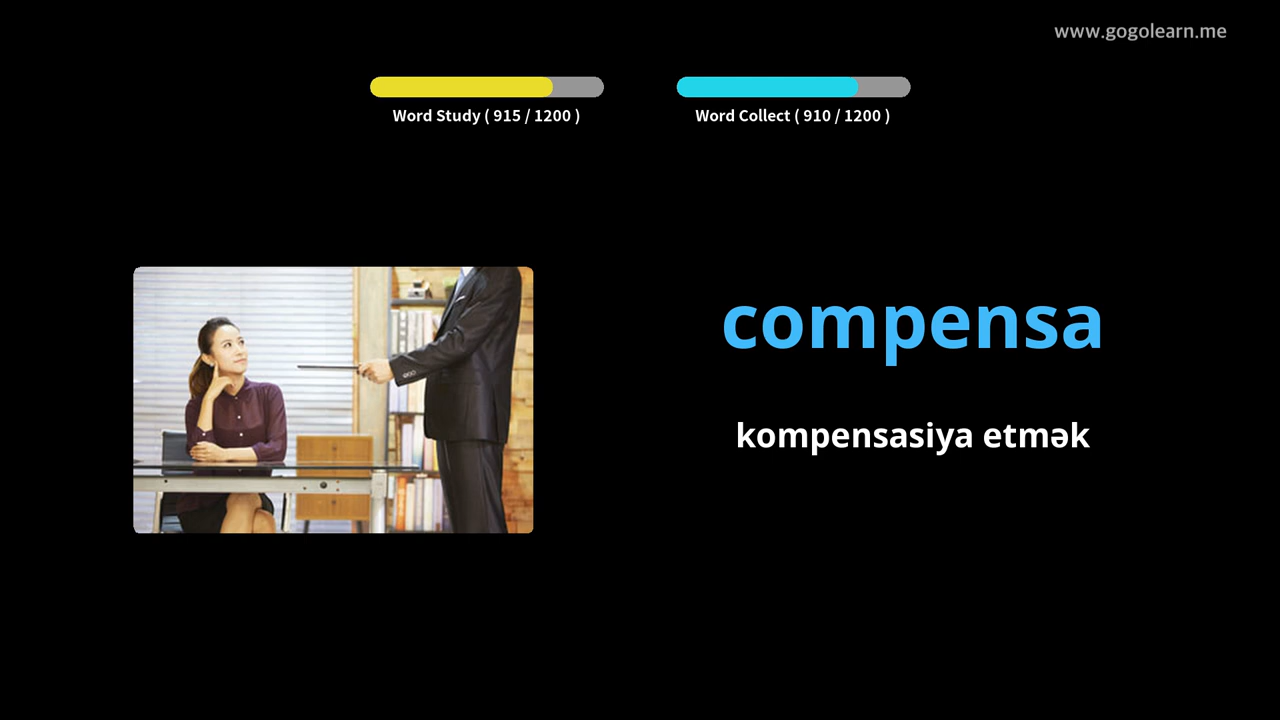 www.gogolearn.me
Word Study ( 915 / 1200 )
Word Collect ( 910 / 1200 )
compensa
kompensasiya etmək